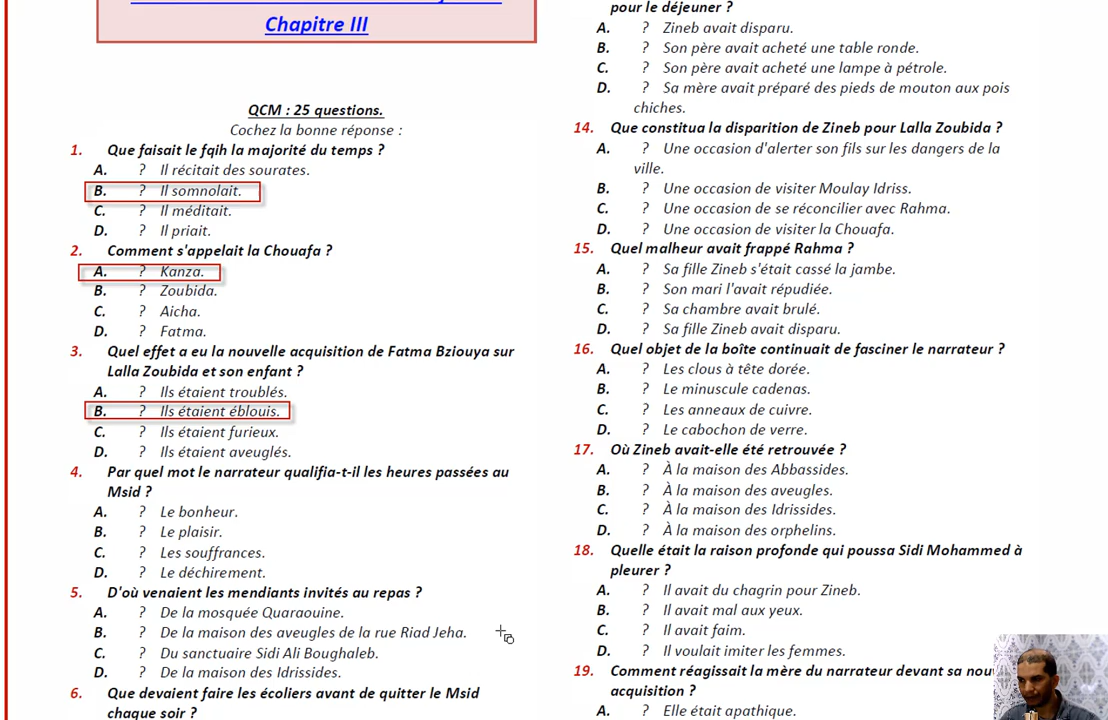 Chapitre III
QCM : 25 questions.
Cochez la bonne réponse :
1. Que faisait le fqih la majorité du temps ?
A. ? Il récitait des sourates.
B. ? Il somnolait.
C. ? Il méditait.
D. ? Il priait.
2. Comment s'appelait la Chouafa ?
A. ? Kanza.
B. ? Zoubida.
C. ? Aicha.
D. ? Fatma.
3. Quel effet a eu la nouvelle acquisition de Fatma Bziouya sur
Lalla Zoubida et son enfant ?
A. ? Ils étaient troublés.
B. ? Ils étaient éblouis.
C. ? Ils étaient furieux.
D. ? Ils étaient aveuglés.
4. Par quel mot le narrateur qualifia-t-il les heures passées au
Msid ?
A. ? Le bonheur.
B. ? Le plaisir.
C. ? Les souffrances.
D. ? Le déchirement.
5. D'où venaient les mendiants invités au repas ?
A. ? De la mosquée Quaraouine.
B. ? De la maison des aveugles de la rue Riad Jeha.
C. ? Du sanctuaire Sidi Ali Boughaleb.
D. ? De la maison des Idrissides.
6. Que devaient faire les écoliers avant de quitter le Msid
chaque soir ?
pour le déjeuner ?
A. ? Zineb avait disparu.
B. ? Son père avait acheté une table ronde.
C. ? Son père avait acheté une lampe à pétrole.
D. ? Sa mère avait préparé des pieds de mouton aux pois
chiches.
14. Que constitua la disparition de Zineb pour Lalla Zoubida ?
A. ? Une occasion d'alerter son fils sur les dangers de la
ville.
B. ? Une occasion de visiter Moulay Idriss.
C. ? Une occasion de se réconcilier avec Rahma.
D. ? Une occasion de visiter la Chouafa.
15. Quel malheur avait frappé Rahma ?
A. ? Sa fille Zineb s'était cassé la jambe.
B. ? Son mari l'avait répudiée.
C. ? Sa chambre avait brulé.
D. ? Sa fille Zineb avait disparu.
16. Quel objet de la boîte continuait de fasciner le narrateur ?
A. ? Les clous à tête dorée.
B. ? Le minuscule cadenas.
C. ? Les anneaux de cuivre.
D. ? Le cabochon de verre.
17. Où Zineb avait-elle été retrouvée ?
A. ? À la maison des Abbassides.
B. ? À la maison des aveugles.
C. ? À la maison des Idrissides.
D. ? À la maison des orphelins.
18. Quelle était la raison profonde qui poussa Sidi Mohammed à
pleurer ?
A. ? Il avait du chagrin pour Zineb.
B. ? Il avait mal aux yeux.
C. ? Il avait faim.
D. ? Il voulait imiter les femmes.
19. Comment réagissait la mère du narrateur devant sa nou
acquisition ?
A. ? Elle était apathique.